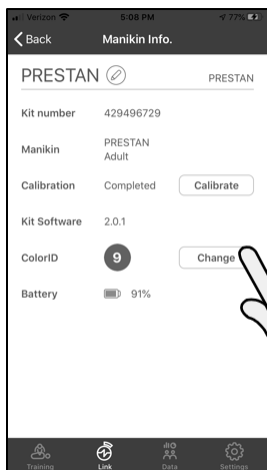 Verizon 5:08 PM 77%
Back Manikin Info.
PRESTAN PRESTAN
Kit number 429496729
Manikin PRESTAN
Adult
Calibration Completed Calibrate
Kit Software 2.0.1
ColorID 9 Change
Battery 91%
Training Link Data Settings